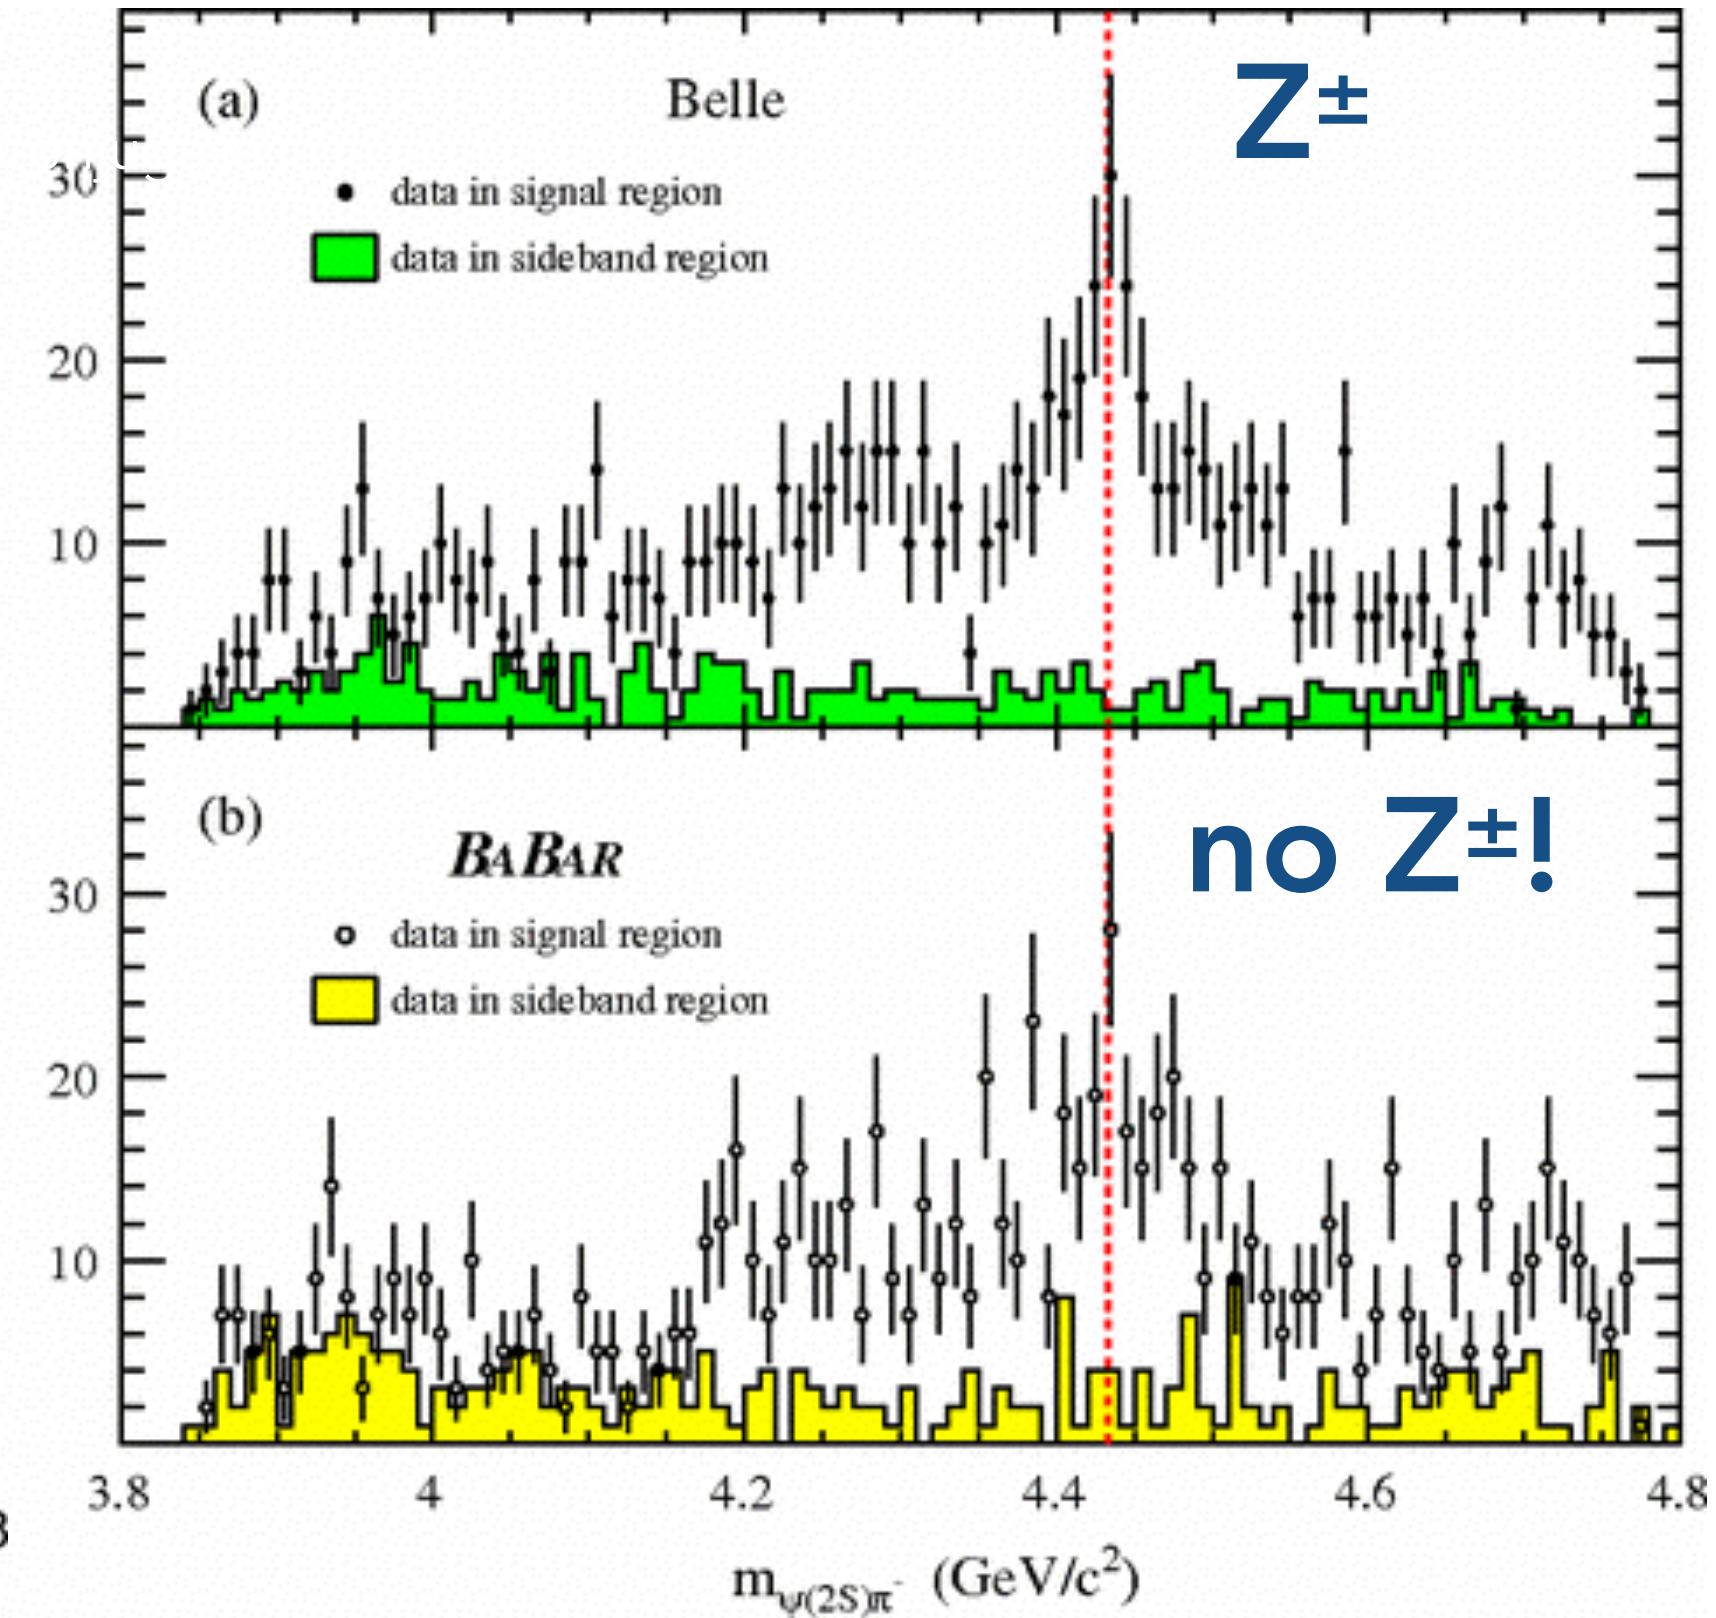 (a) Belle Z±
30
data in signal region
data in sideband region
20
10
(b) BABAR no Z±!
30
data in signal region
data in sideband region
20
10
3.8 4 4.2 4.4 4.6 4.8
m_ψ(2S)π⁻ (GeV/c²)